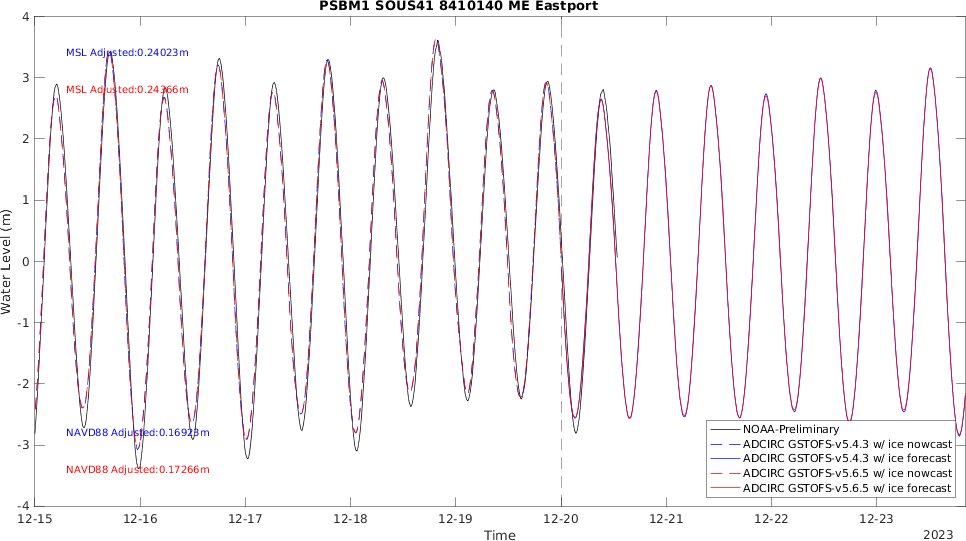 PSBM1 SOUS41 8410140 ME Eastport
4
3
2
1
0
-1
-2
-3
-4
Water Level (m)
MSL Adjusted:0.24023m
MSL Adjusted:0.24366m
NAVD88 Adjusted:0.16923m
NAVD88 Adjusted:0.17266m
NOAA-Preliminary
ADCIRC GSTOFS-v5.4.3 w/ ice nowcast
ADCIRC GSTOFS-v5.4.3 w/ ice forecast
ADCIRC GSTOFS-v5.6.5 w/ ice nowcast
ADCIRC GSTOFS-v5.6.5 w/ ice forecast
12-15 12-16 12-17 12-18 12-19 12-20 12-21 12-22 12-23
Time
2023